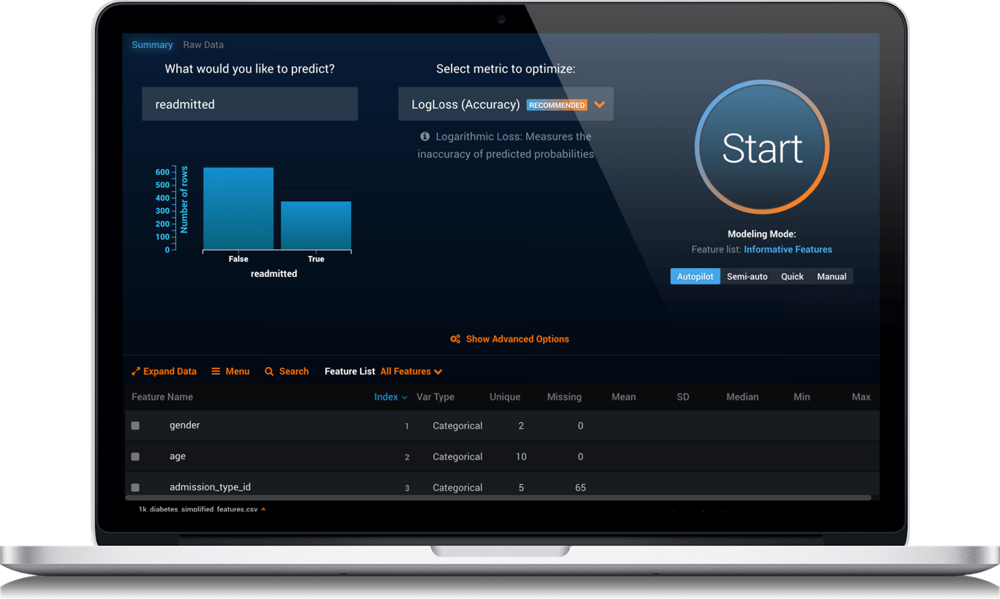 Summary Raw Data
What would you like to predict?
readmitted
Select metric to optimize:
LogLoss (Accuracy) RECOMMENDED
Logarithmic Loss: Measures the
inaccuracy of predicted probabilities
Start
Modeling Mode:
Feature list: Informative Features
Autopilot Semi-auto Quick Manual
600
500
400
300
200
100
0
Number of rows
False True
readmitted
Show Advanced Options
Expand Data Menu Search Feature List All Features
Feature Name Index Var Type Unique Missing Mean SD Median Min Max
gender 1 Categorical 2 0
age 2 Categorical 10 0
admission_type_id 3 Categorical 5 65
1k_diabetes_simplified_features.csv